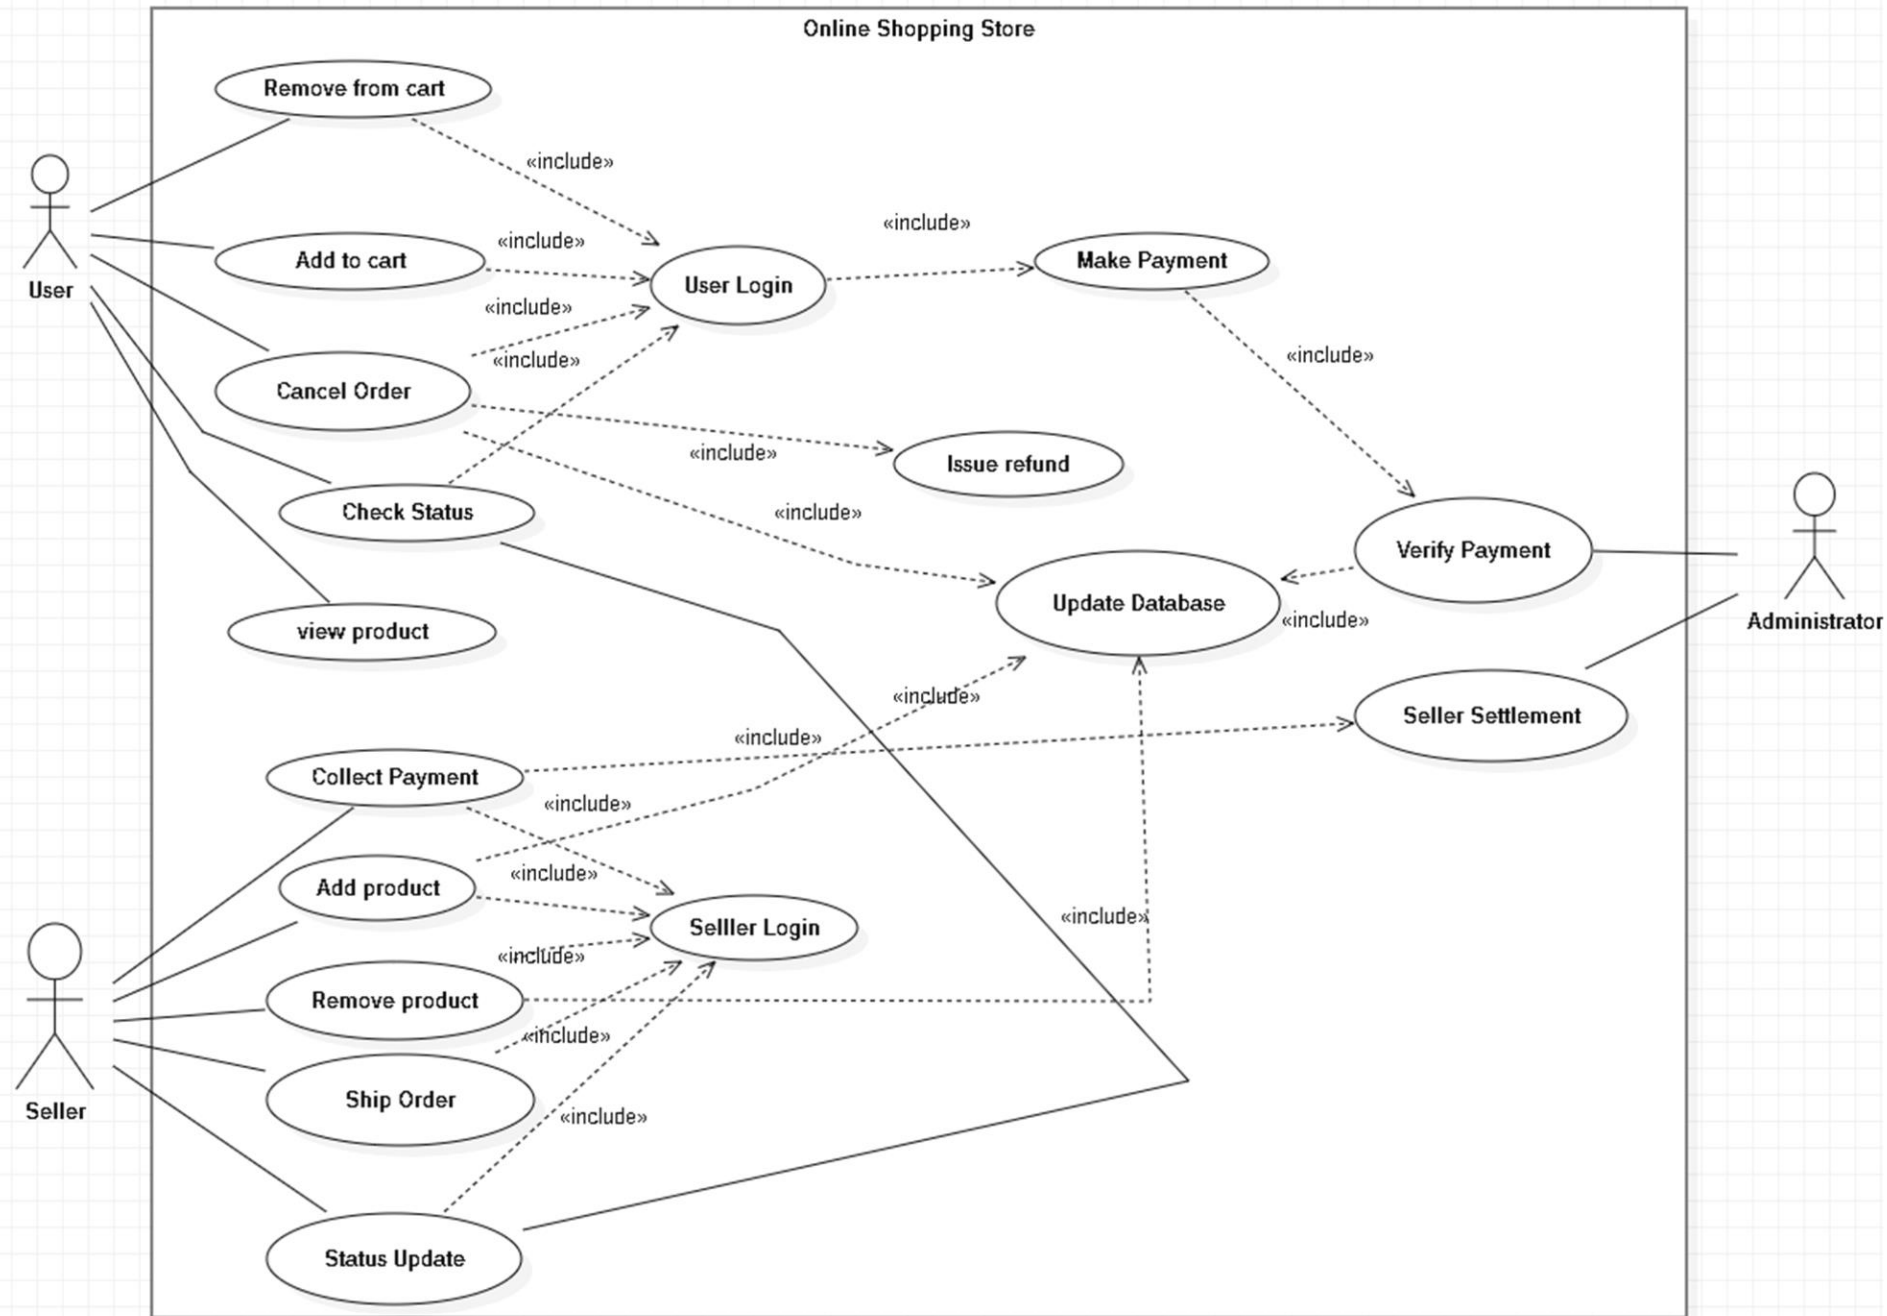 Online Shopping Store
Remove from cart
«include»
«include»
«include»
Add to cart
User Login
Make Payment
User
«include»
«include»
«include»
Cancel Order
«include»
Issue refund
Check Status
«include»
Verify Payment
Update Database
«include»
Administrator
view product
«include»
Seller Settlement
«include»
Collect Payment
«include»
«include»
Add product
«include»
Selller Login
«include»
Remove product
«include»
Ship Order
Seller
«include»
Status Update